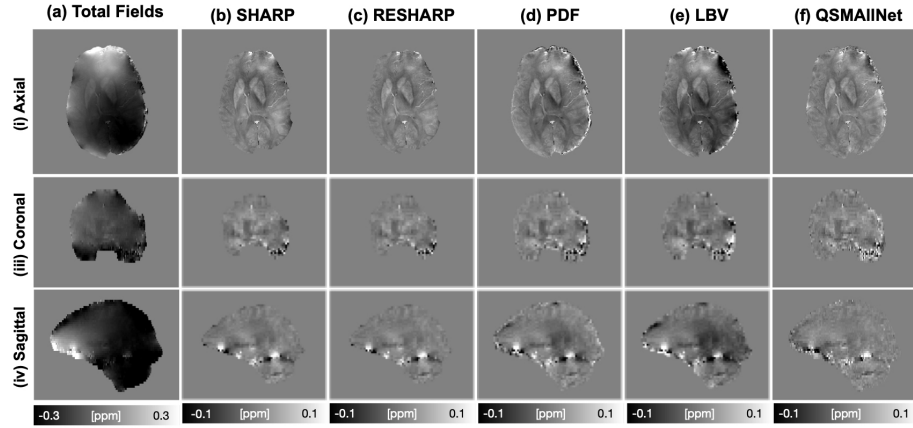 (a) Total Fields (b) SHARP (c) RESHARP (d) PDF (e) LBV (f) QSMAllNet
(i) Axial
(iii) Coronal
(iv) Sagittal
-0.3 [ppm] 0.3 -0.1 [ppm] 0.1 -0.1 [ppm] 0.1 -0.1 [ppm] 0.1 -0.1 [ppm] 0.1 -0.1 [ppm] 0.1